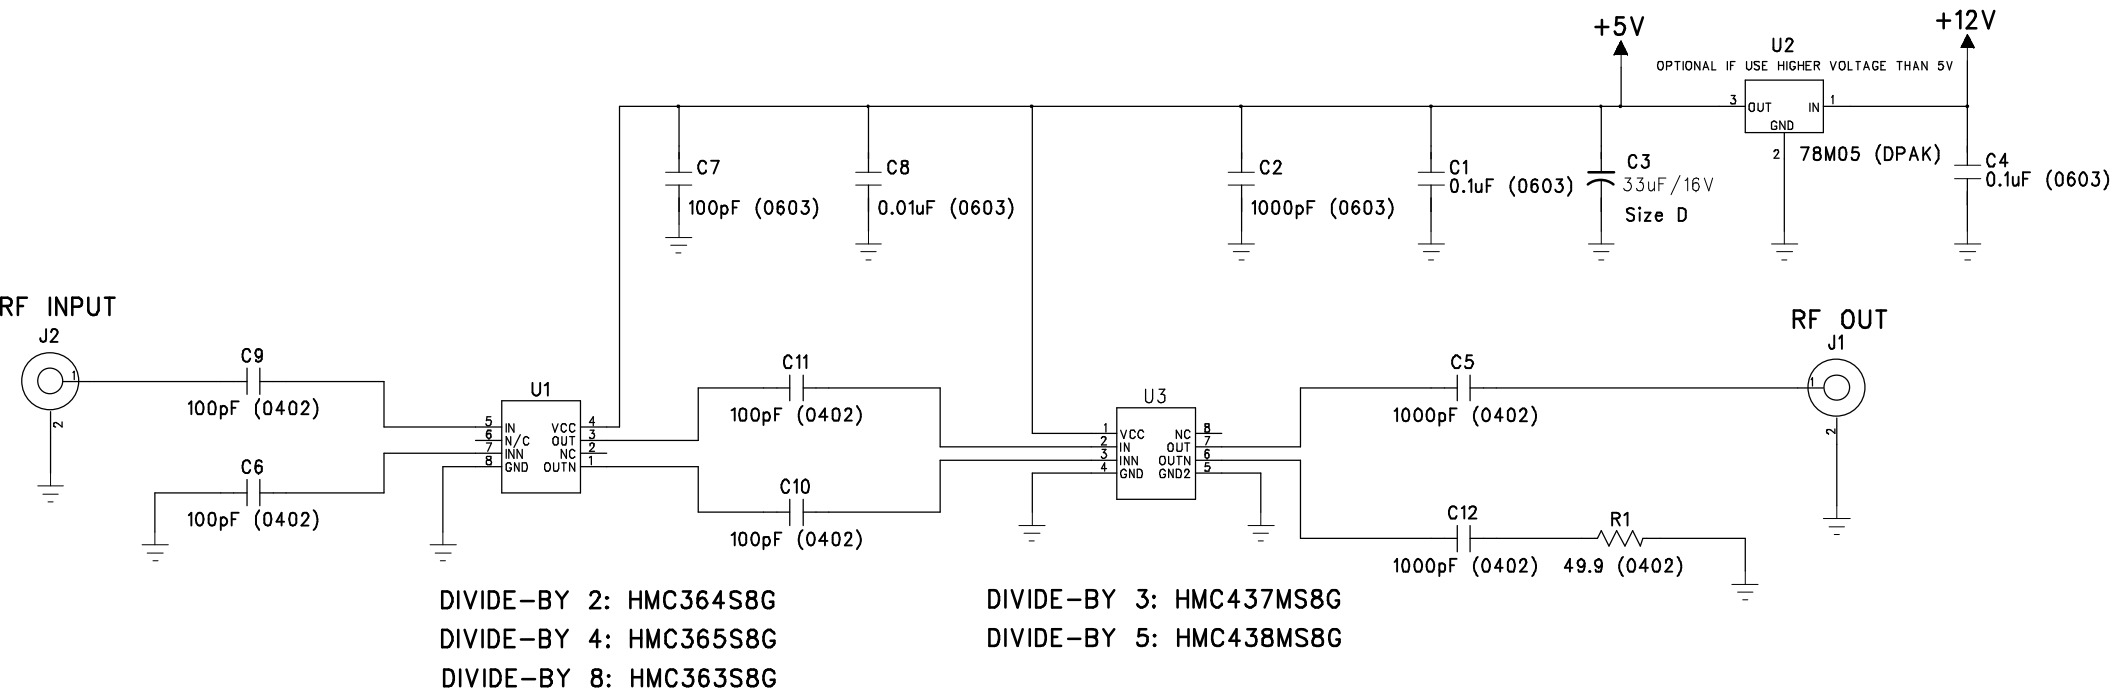 +5V
+12V
U2
OPTIONAL IF USE HIGHER VOLTAGE THAN 5V
3 OUT IN 1
GND
2
78M05 (DPAK)
C7
100pF (0603)
C8
0.01uF (0603)
C2
1000pF (0603)
C1
0.1uF (0603)
C3
33uF/16V
Size D
C4
0.1uF (0603)
RF INPUT
J2
1
2
C9
100pF (0402)
C6
100pF (0402)
U1
5 IN VCC 4
6 N/C OUT 3
7 INN NC 2
8 GND OUTN 1
C11
100pF (0402)
C10
100pF (0402)
U3
1 VCC NC 8
2 IN OUT 7
3 INN OUTN 6
4 GND GND2 5
C5
1000pF (0402)
C12
1000pF (0402)
R1
49.9 (0402)
RF OUT
J1
1
2
DIVIDE-BY 2: HMC364S8G
DIVIDE-BY 4: HMC365S8G
DIVIDE-BY 8: HMC363S8G
DIVIDE-BY 3: HMC437MS8G
DIVIDE-BY 5: HMC438MS8G